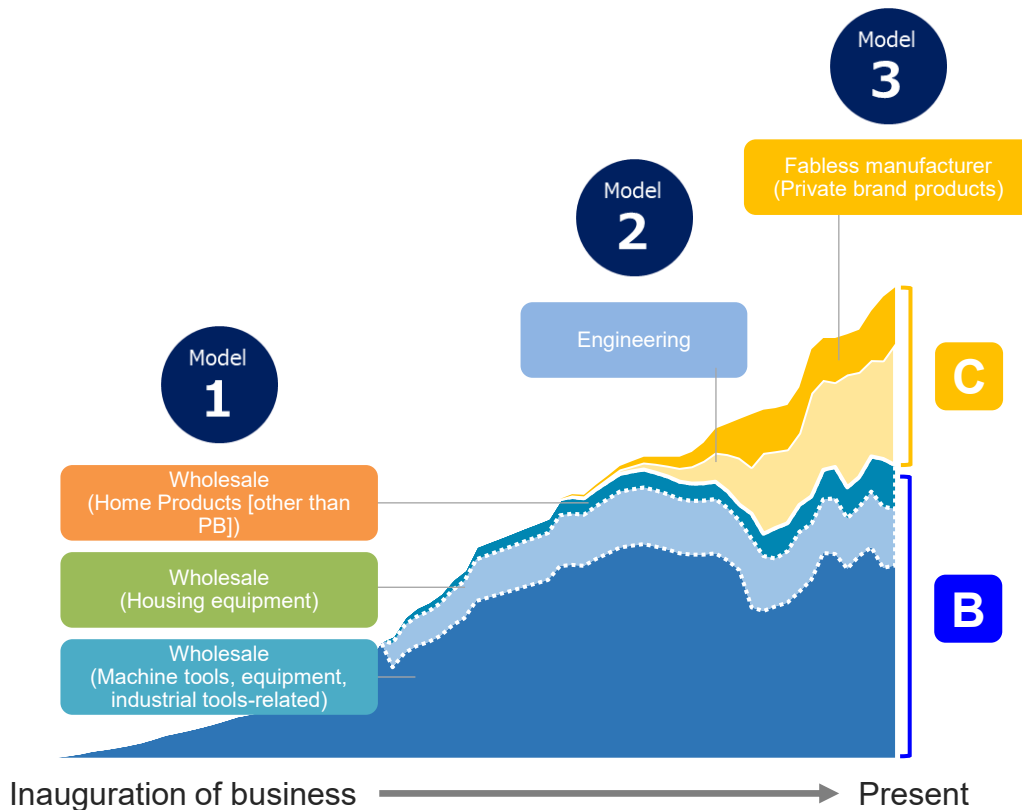 Model
3
Fabless manufacturer
(Private brand products)
Model
2
Engineering
Model
1
C
Wholesale
(Home Products [other than
PB])
Wholesale
(Housing equipment)
B
Wholesale
(Machine tools, equipment,
industrial tools-related)
Inauguration of business
Present